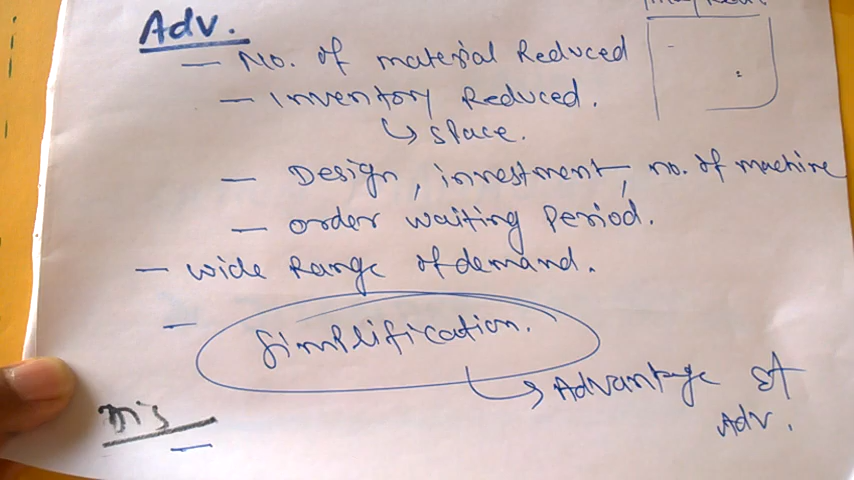 Adv.
— No. of material Reduced
— Inventory Reduced.
↳ space.
— Design, investment, no. of machine
— order waiting Period.
— wide Range of demand.
— Simplification.
↳ Advantage of
Adv.
—